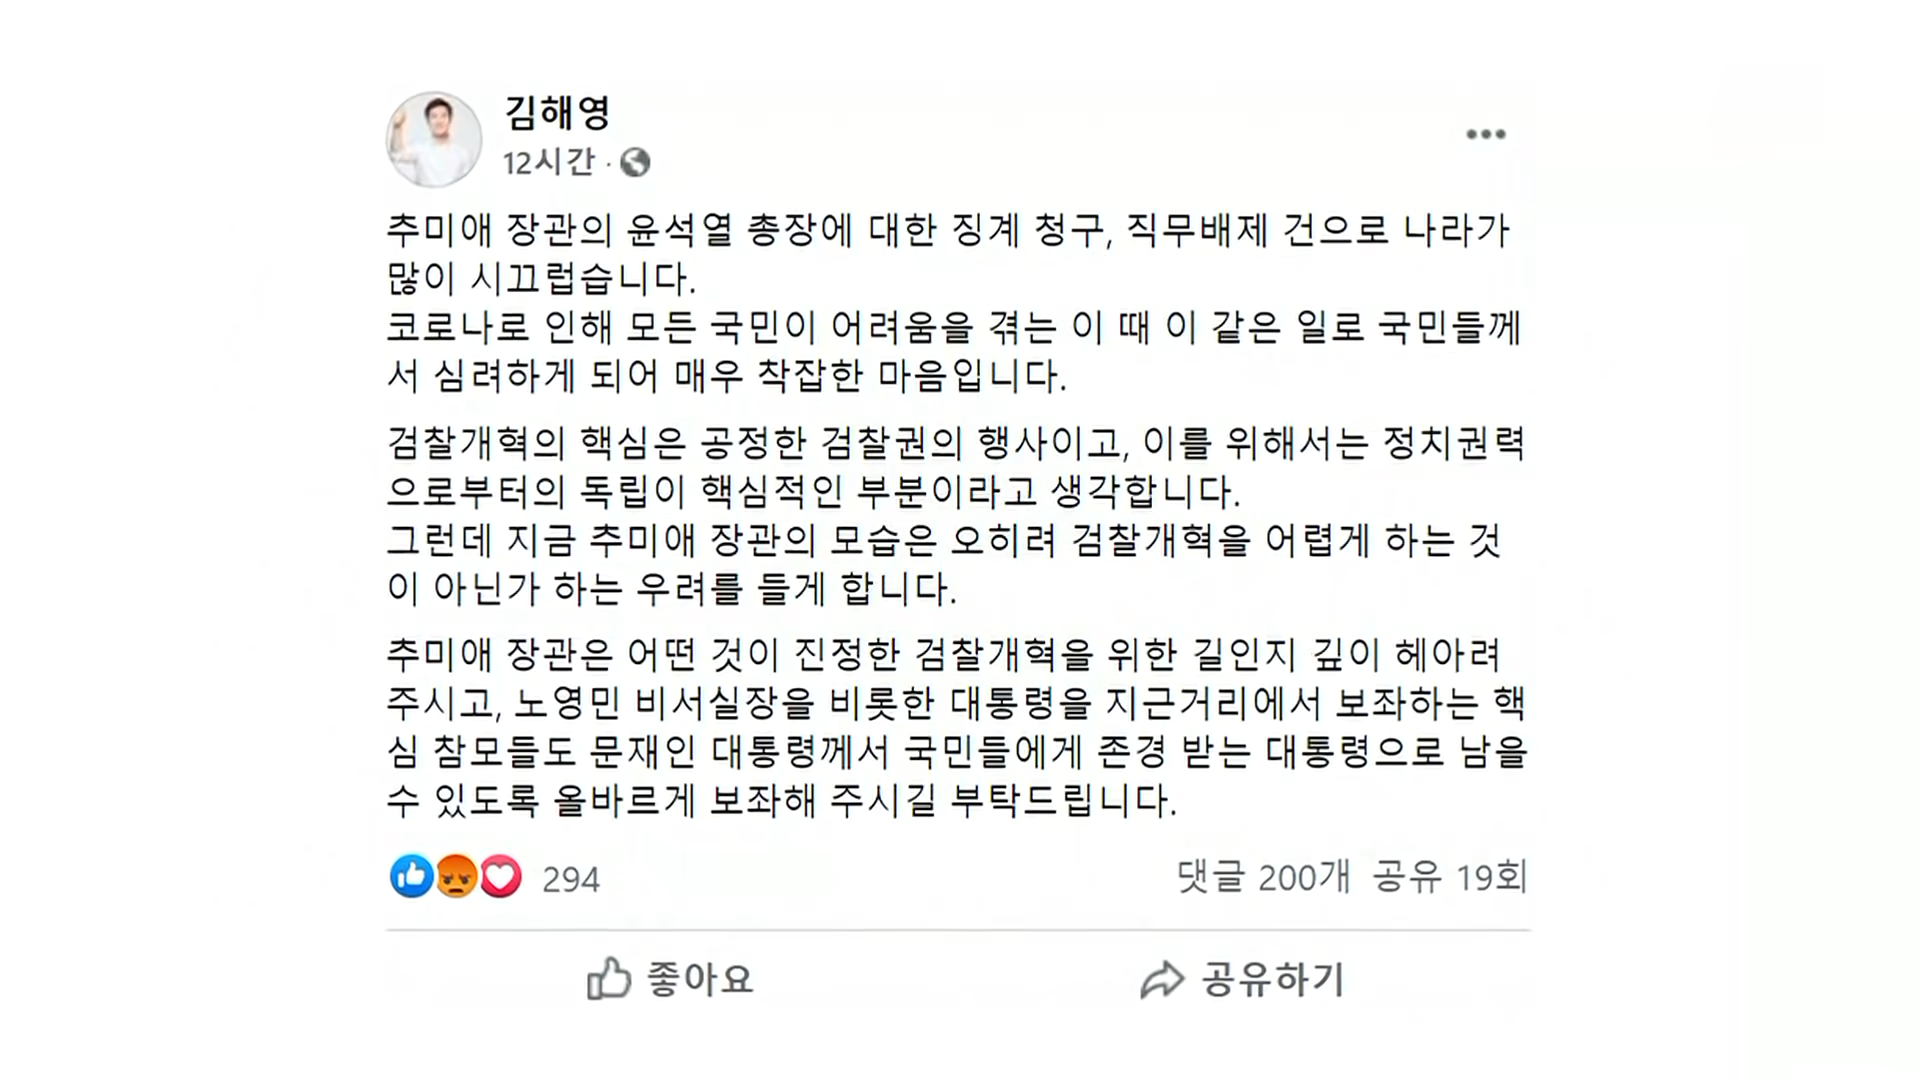 김해영
12시간 ·
추미애 장관의 윤석열 총장에 대한 징계 청구, 직무배제 건으로 나라가
많이 시끄럽습니다.
코로나로 인해 모든 국민이 어려움을 겪는 이 때 이 같은 일로 국민들께
서 심려하게 되어 매우 착잡한 마음입니다.
검찰개혁의 핵심은 공정한 검찰권의 행사이고, 이를 위해서는 정치권력
으로부터의 독립이 핵심적인 부분이라고 생각합니다.
그런데 지금 추미애 장관의 모습은 오히려 검찰개혁을 어렵게 하는 것
이 아닌가 하는 우려를 들게 합니다.
추미애 장관은 어떤 것이 진정한 검찰개혁을 위한 길인지 깊이 헤아려
주시고, 노영민 비서실장을 비롯한 대통령을 지근거리에서 보좌하는 핵
심 참모들도 문재인 대통령께서 국민들에게 존경 받는 대통령으로 남을
수 있도록 올바르게 보좌해 주시길 부탁드립니다.
294
댓글 200개 공유 19회
좋아요
공유하기